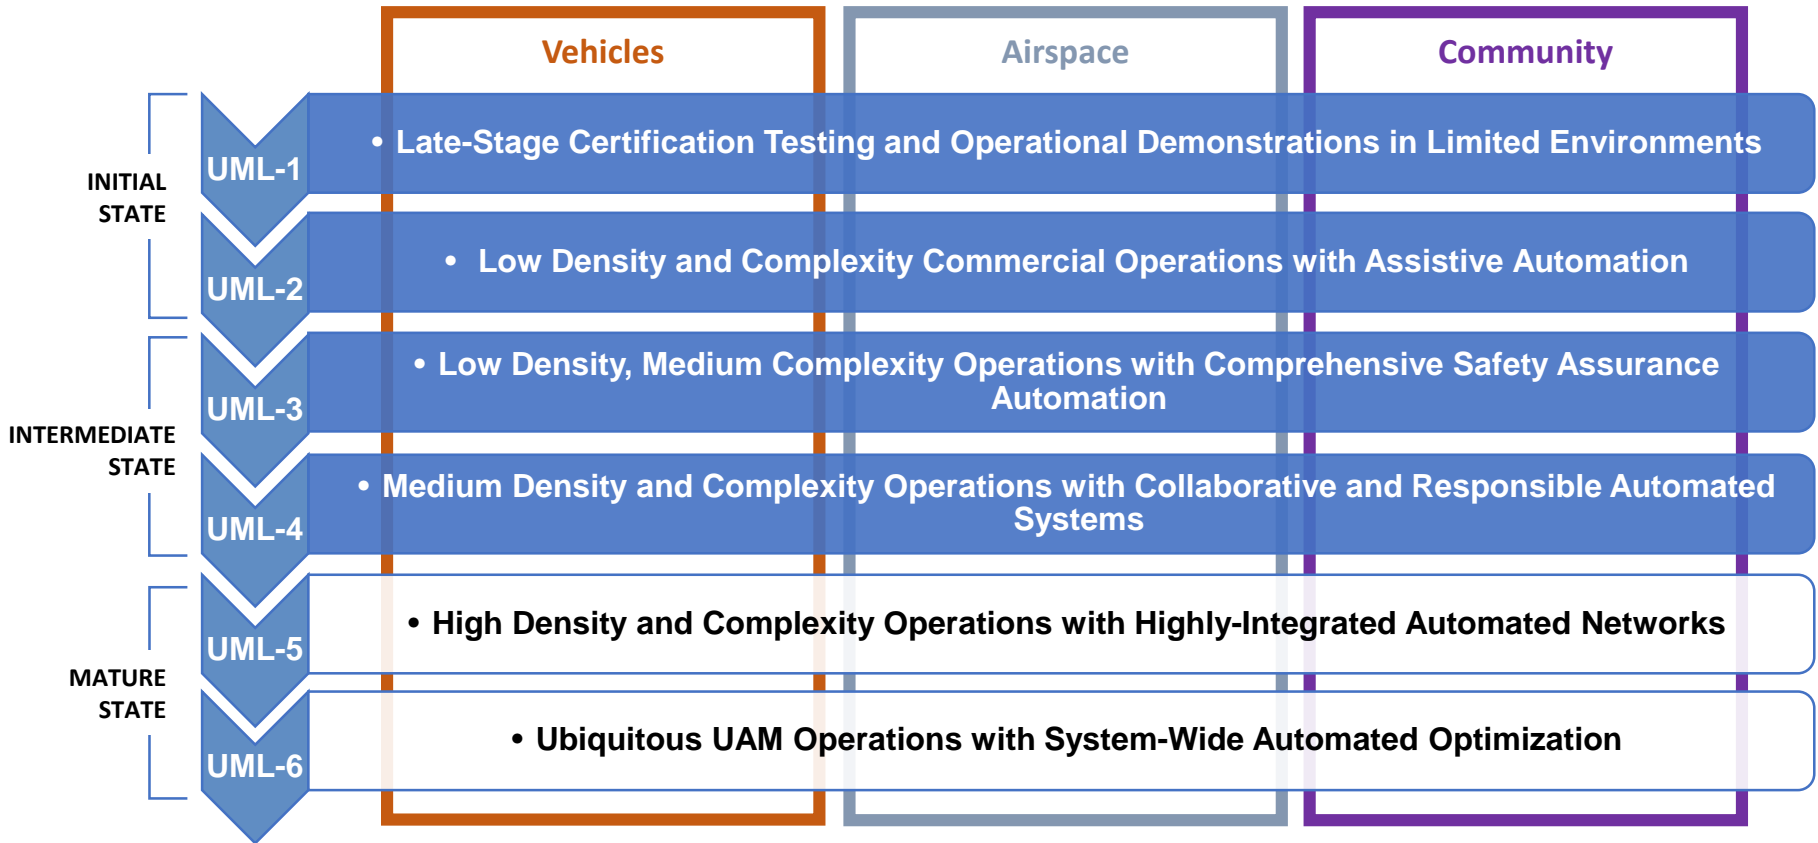 Vehicles
Airspace
Community
INITIAL
STATE
UML-1
• Late-Stage Certification Testing and Operational Demonstrations in Limited Environments
UML-2
• Low Density and Complexity Commercial Operations with Assistive Automation
INTERMEDIATE
STATE
UML-3
• Low Density, Medium Complexity Operations with Comprehensive Safety Assurance
Automation
UML-4
• Medium Density and Complexity Operations with Collaborative and Responsible Automated
Systems
MATURE
STATE
UML-5
• High Density and Complexity Operations with Highly-Integrated Automated Networks
UML-6
• Ubiquitous UAM Operations with System-Wide Automated Optimization